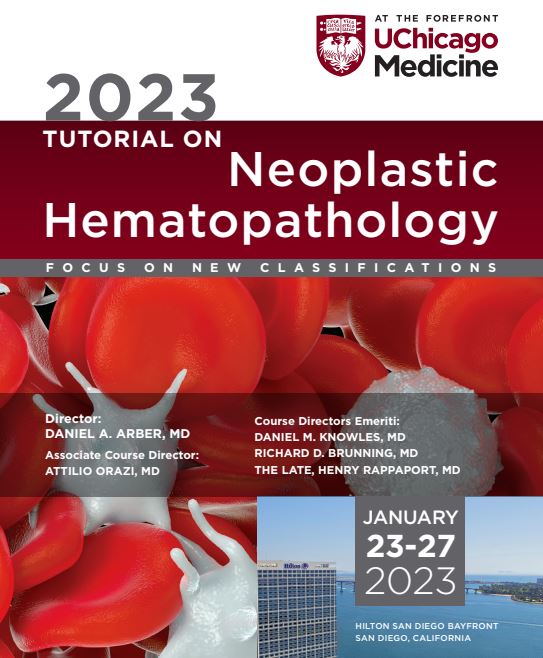 AT THE FOREFRONT
UChicago
Medicine
2023
TUTORIAL ON
Neoplastic
Hematopathology
FOCUS ON NEW CLASSIFICATIONS
Director:
DANIEL A. ARBER, MD
Associate Course Director:
ATTILIO ORAZI, MD
Course Directors Emeriti:
DANIEL M. KNOWLES, MD
RICHARD D. BRUNNING, MD
THE LATE, HENRY RAPPAPORT, MD
JANUARY
23-27
2023
Hilton
HILTON SAN DIEGO BAYFRONT
SAN DIEGO, CALIFORNIA